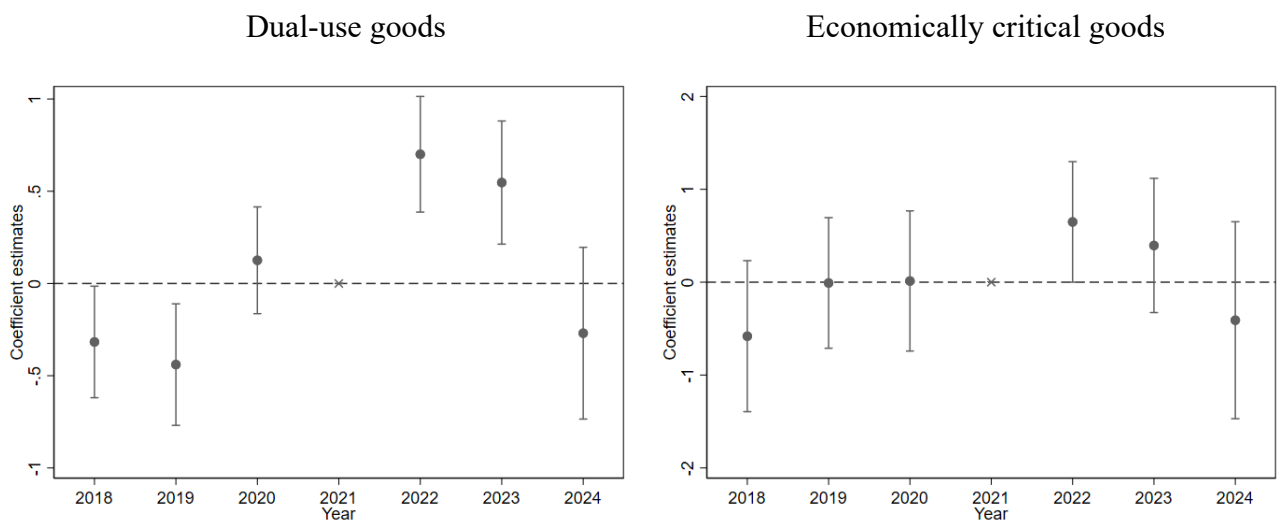 Dual-use goods
Coefficient estimates
1
.5
0
-.5
-1
2018 2019 2020 2021 2022 2023 2024
Year
Economically critical goods
Coefficient estimates
2
1
0
-1
-2
2018 2019 2020 2021 2022 2023 2024
Year